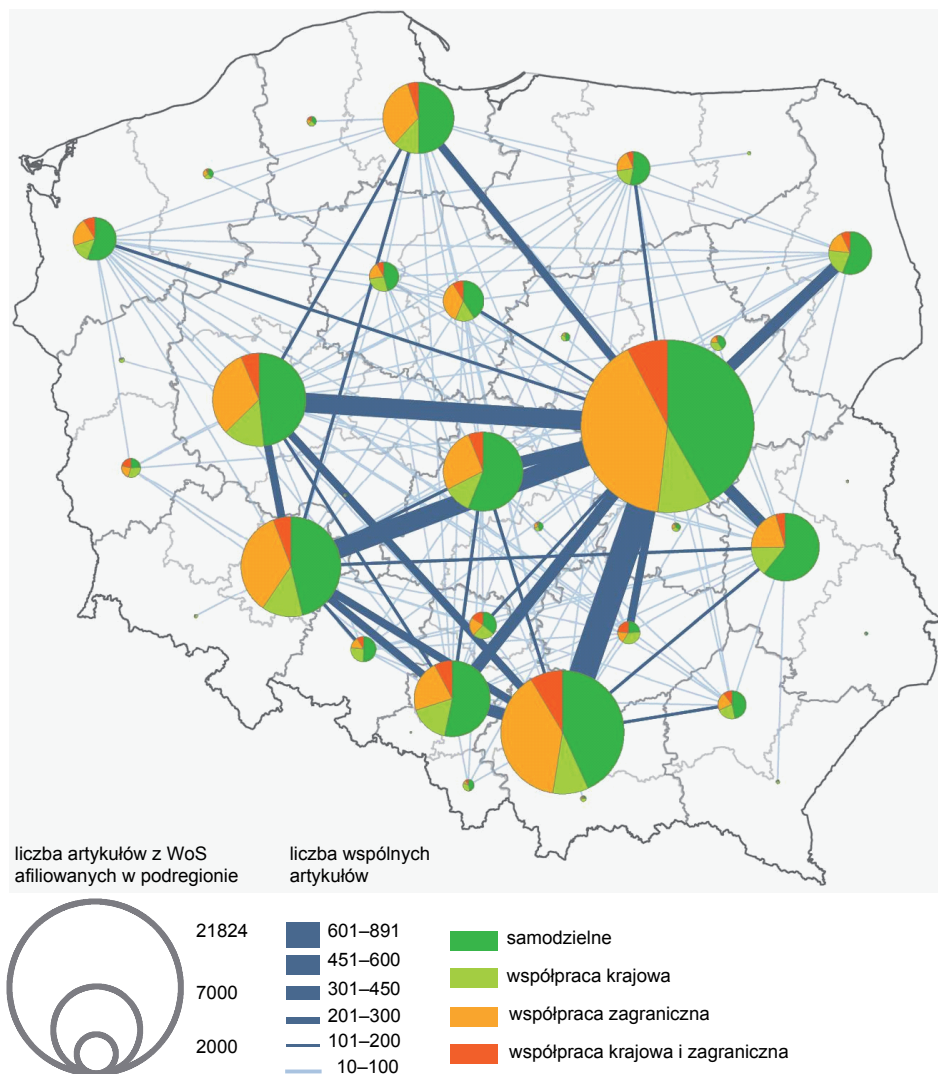 liczba artykułów z WoS
afiliowanych w podregionie
21824
7000
2000
liczba wspólnych
artykułów
601–891
451–600
301–450
201–300
101–200
10–100
samodzielne
współpraca krajowa
współpraca zagraniczna
współpraca krajowa i zagraniczna